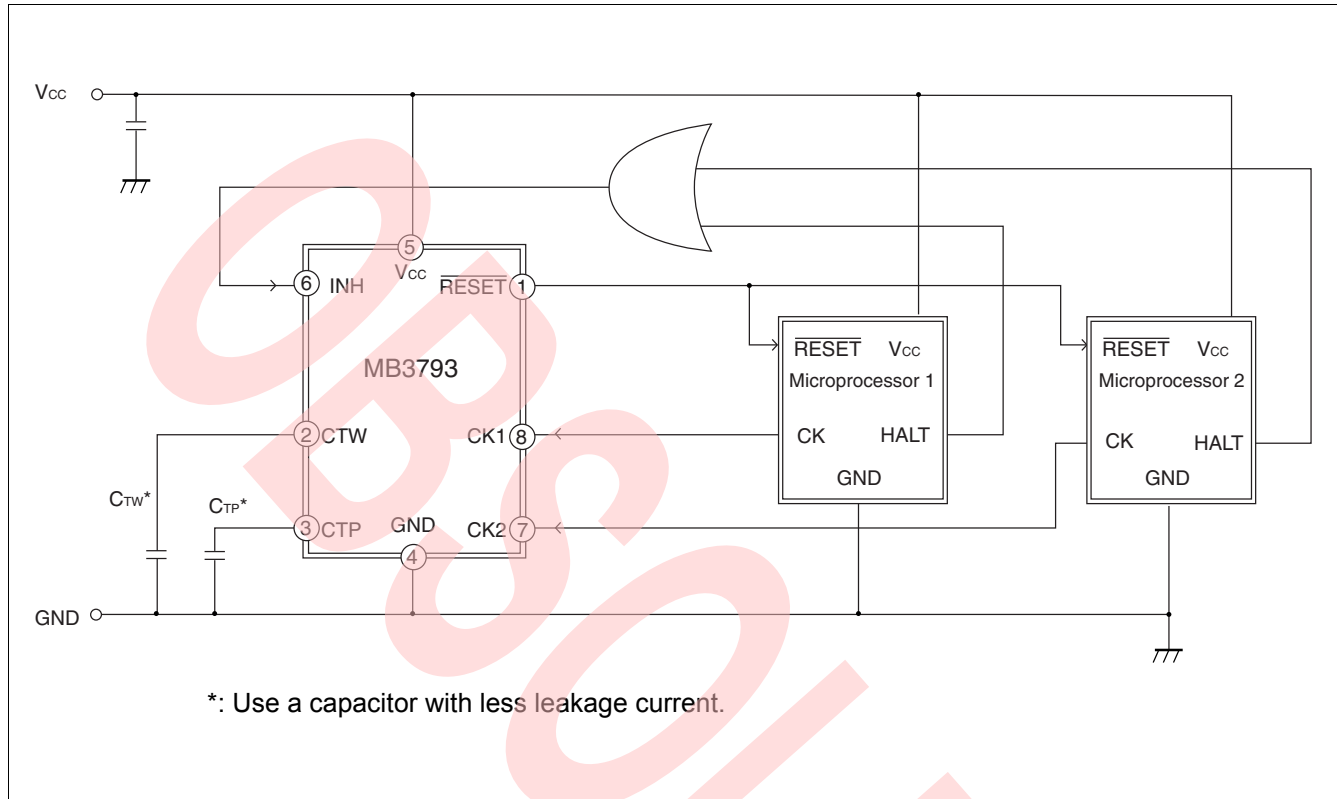 Vcc
5
Vcc
6
INH
RESET
1
MB3793
RESET Vcc
Microprocessor 1
CK
HALT
GND
RESET Vcc
Microprocessor 2
CK
HALT
GND
2
CTW
CK1
8
CTW*
CTP*
3
CTP
GND
CK2
7
4
GND
*: Use a capacitor with less leakage current.
OBSOL